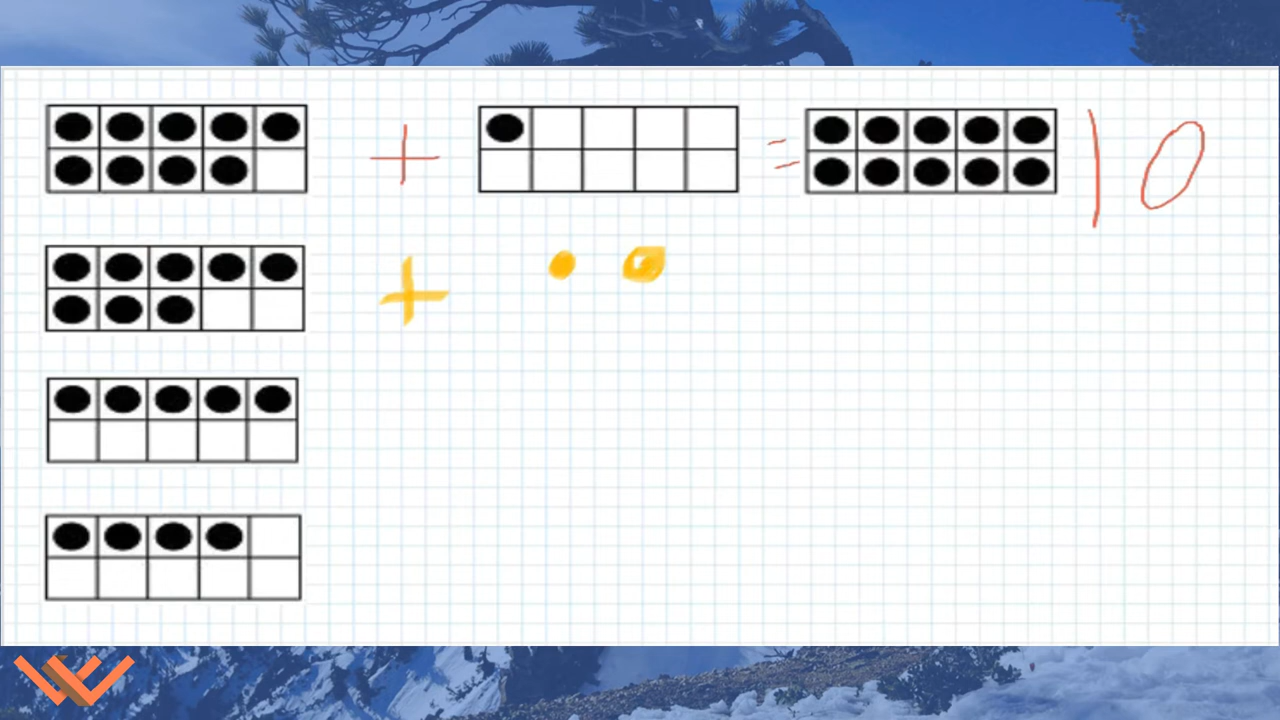 + = 10
+